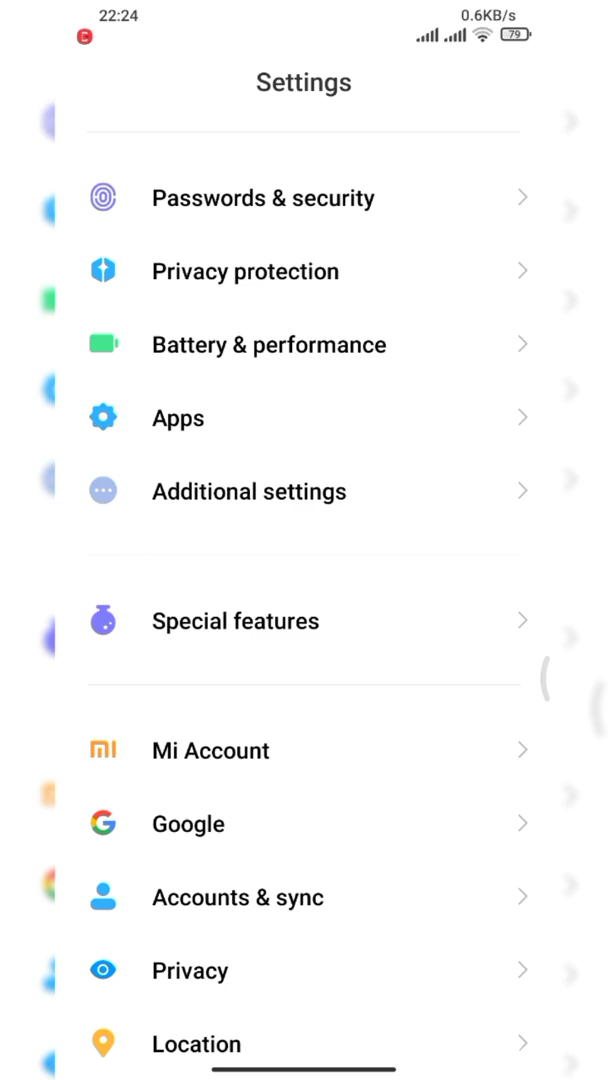 22:24
0.6KB/s
79
Settings
Passwords & security
Privacy protection
Battery & performance
Apps
Additional settings
Special features
Mi Account
Google
Accounts & sync
Privacy
Location